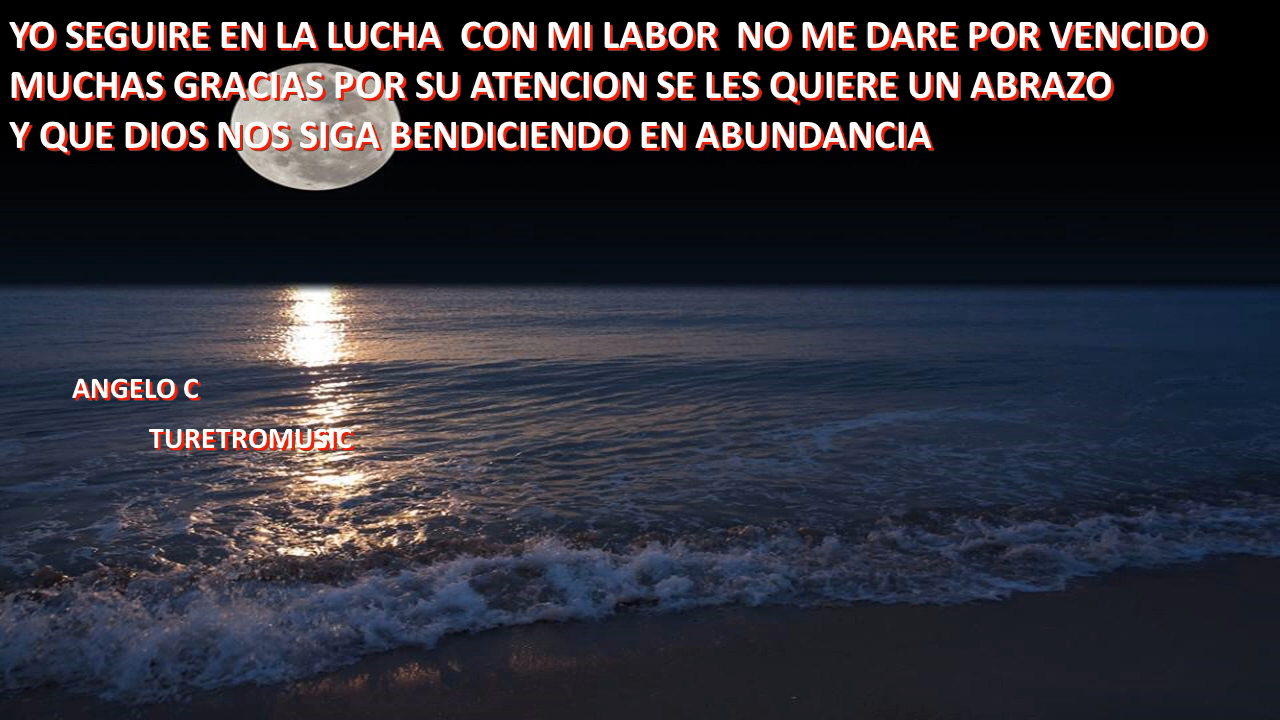 YO SEGUIRE EN LA LUCHA CON MI LABOR NO ME DARE POR VENCIDO
MUCHAS GRACIAS POR SU ATENCION SE LES QUIERE UN ABRAZO
Y QUE DIOS NOS SIGA BENDICIENDO EN ABUNDANCIA
ANGELO C
TURETROMUSIC